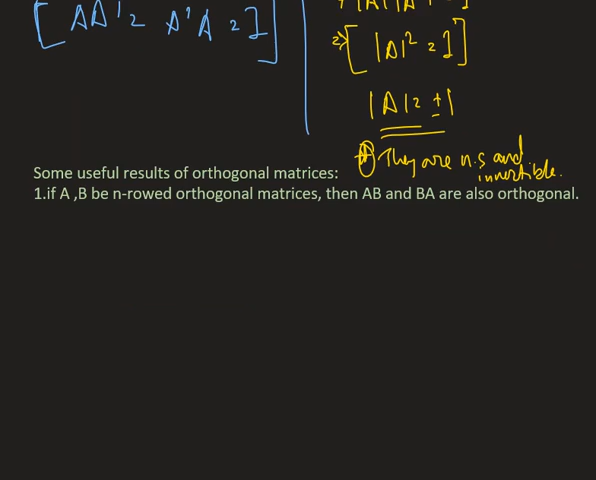 [ AA' = A'A = I ]
=) [ |A|² = 1 ]
|A| = ±1
They are n.s and
invertible.
Some useful results of orthogonal matrices:
1.if A ,B be n-rowed orthogonal matrices, then AB and BA are also orthogonal.